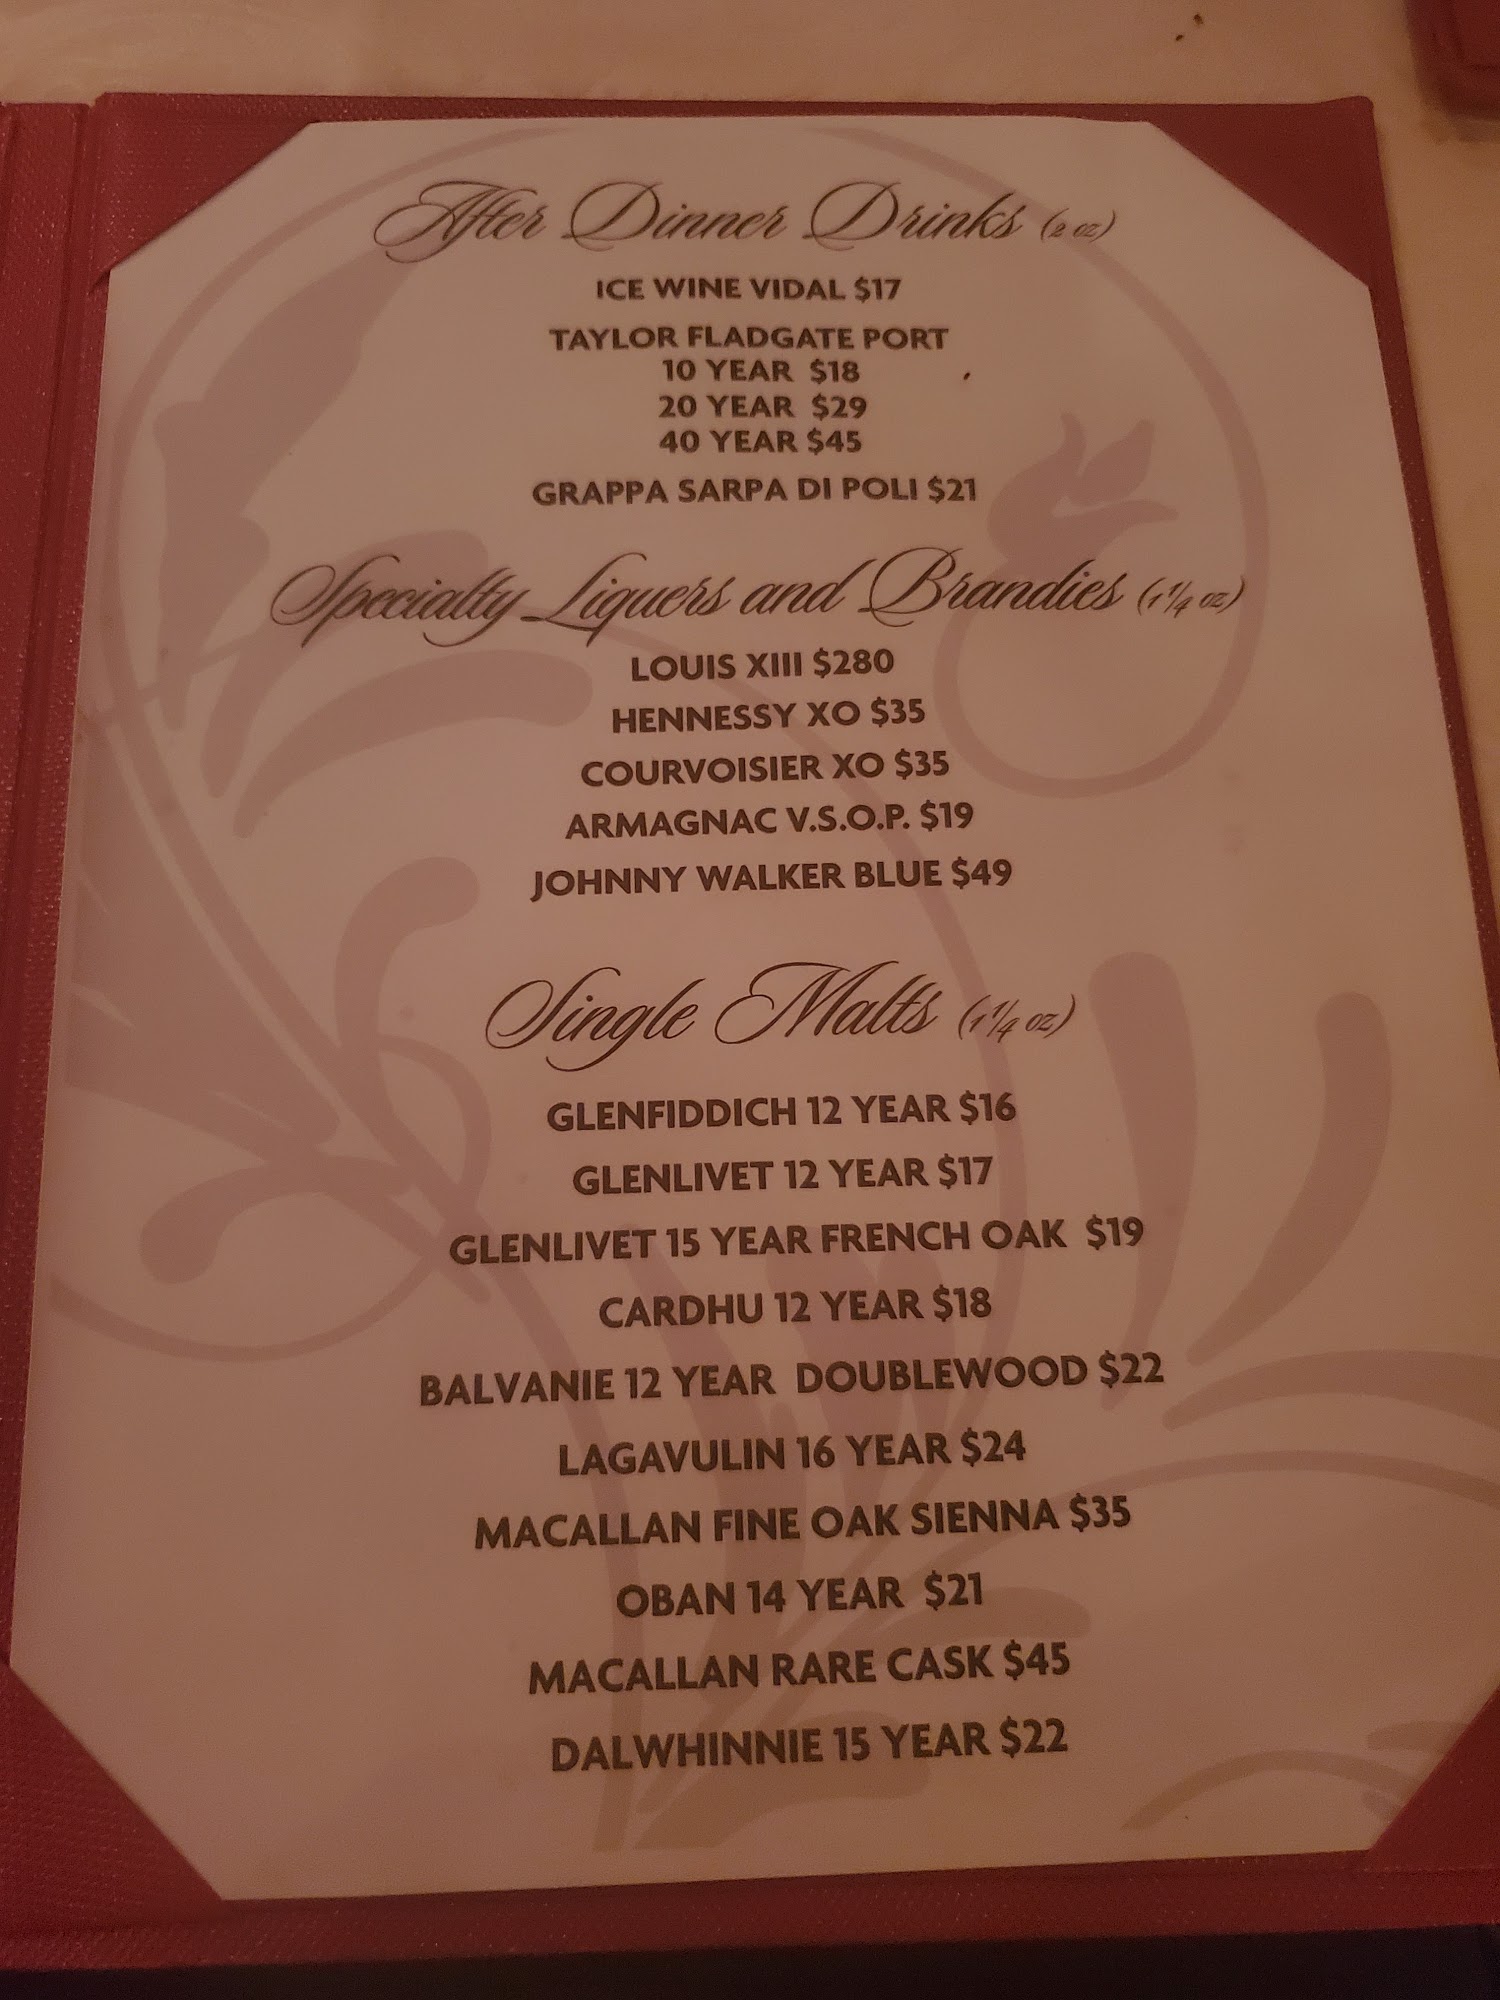 After Dinner Drinks (2 oz)
ICE WINE VIDAL $17
TAYLOR FLADGATE PORT
10 YEAR $18
20 YEAR $29
40 YEAR $45
GRAPPA SARPA DI POLI $21
Specialty Liquers and Brandies (1 1/4 oz)
LOUIS XIII $280
HENNESSY XO $35
COURVOISIER XO $35
ARMAGNAC V.S.O.P. $19
JOHNNY WALKER BLUE $49
Single Malts (1 1/4 oz)
GLENFIDDICH 12 YEAR $16
GLENLIVET 12 YEAR $17
GLENLIVET 15 YEAR FRENCH OAK $19
CARDHU 12 YEAR $18
BALVANIE 12 YEAR DOUBLEWOOD $22
LAGAVULIN 16 YEAR $24
MACALLAN FINE OAK SIENNA $35
OBAN 14 YEAR $21
MACALLAN RARE CASK $45
DALWHINNIE 15 YEAR $22